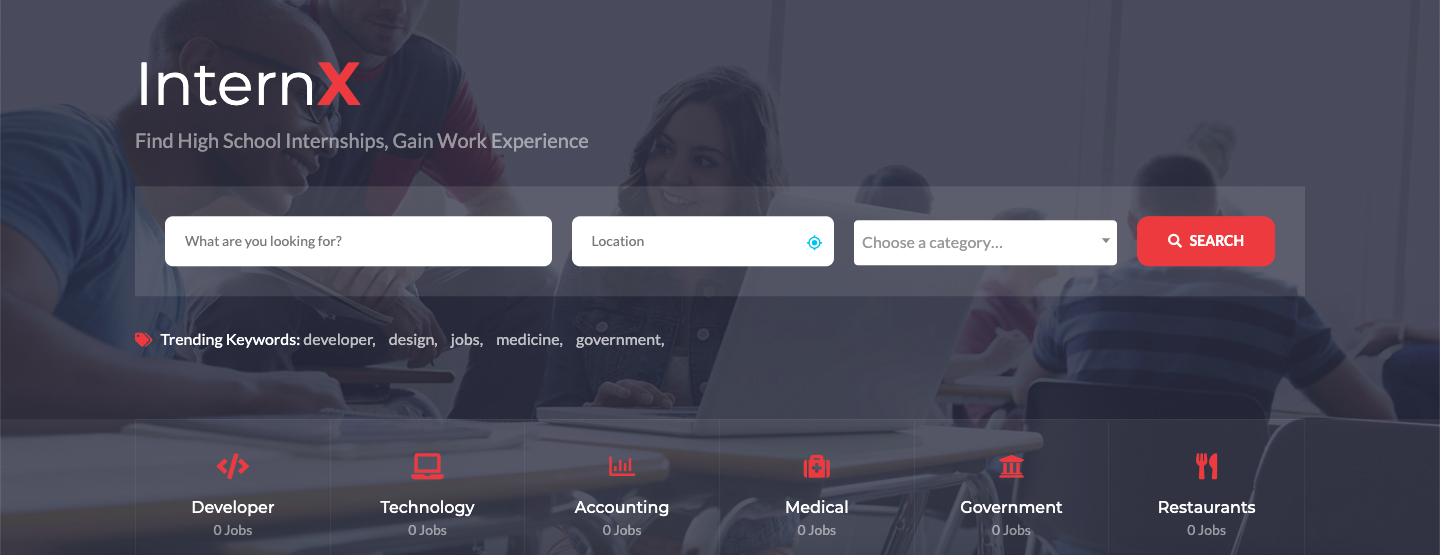 InternX
Find High School Internships, Gain Work Experience
What are you looking for?
Location
Choose a category...
SEARCH
Trending Keywords: developer, design, jobs, medicine, government,
Developer
0 Jobs
Technology
0 Jobs
Accounting
0 Jobs
Medical
0 Jobs
Government
0 Jobs
Restaurants
0 Jobs